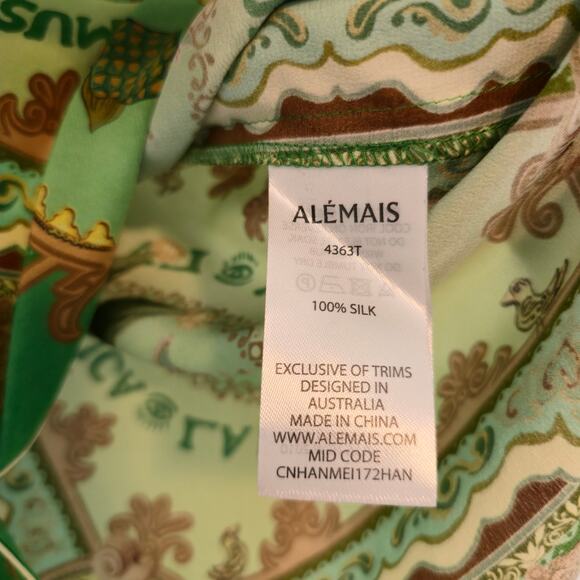 ALÉMAIS
4363T
100% SILK
EXCLUSIVE OF TRIMS
DESIGNED IN
AUSTRALIA
MADE IN CHINA
WWW.ALEMAIS.COM
MID CODE
CNHANMEI172HAN